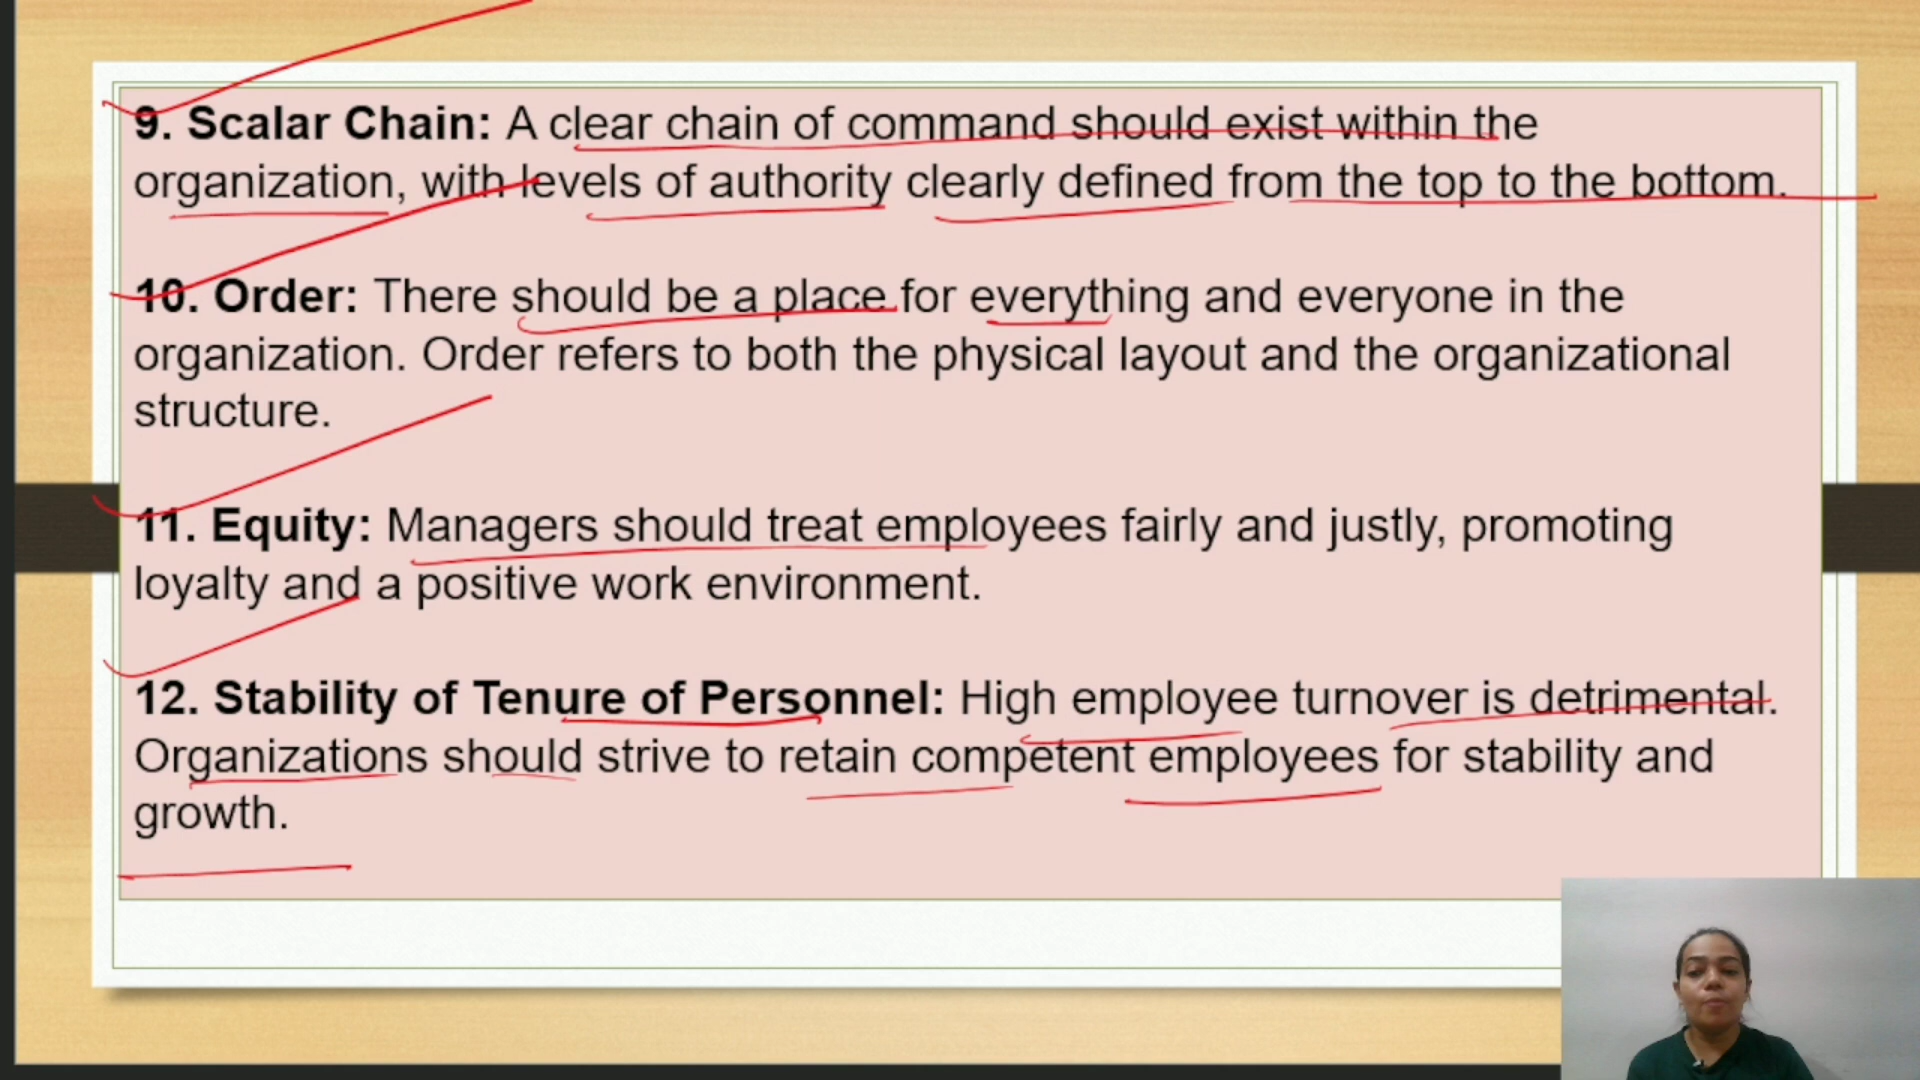 9. Scalar Chain: A clear chain of command should exist within the
organization, with levels of authority clearly defined from the top to the bottom.
10. Order: There should be a place for everything and everyone in the
organization. Order refers to both the physical layout and the organizational
structure.
11. Equity: Managers should treat employees fairly and justly, promoting
loyalty and a positive work environment.
12. Stability of Tenure of Personnel: High employee turnover is detrimental.
Organizations should strive to retain competent employees for stability and
growth.